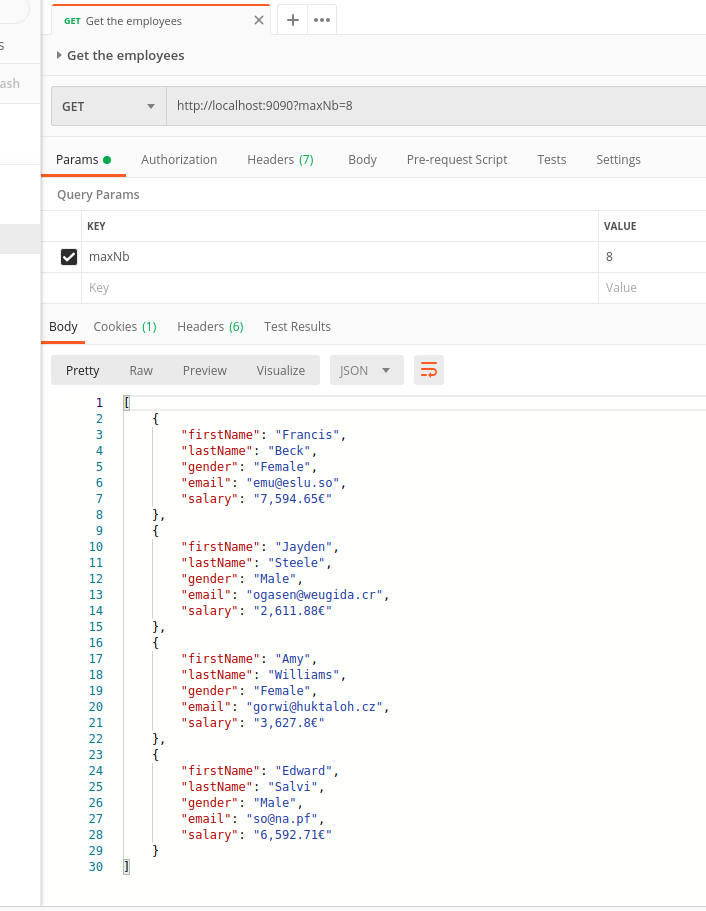 GET Get the employees
s
ash
Get the employees
GET http://localhost:9090?maxNb=8
Params Authorization Headers (7) Body Pre-request Script Tests Settings
Query Params
KEY VALUE
maxNb 8
Key Value
Body Cookies (1) Headers (6) Test Results
Pretty Raw Preview Visualize JSON
1 [
2 {
3 "firstName": "Francis",
4 "lastName": "Beck",
5 "gender": "Female",
6 "email": "emu@eslu.so",
7 "salary": "7,594.65€"
8 },
9 {
10 "firstName": "Jayden",
11 "lastName": "Steele",
12 "gender": "Male",
13 "email": "ogasen@weugida.cr",
14 "salary": "2,611.88€"
15 },
16 {
17 "firstName": "Amy",
18 "lastName": "Williams",
19 "gender": "Female",
20 "email": "gorwi@huktaloh.cz",
21 "salary": "3,627.8€"
22 },
23 {
24 "firstName": "Edward",
25 "lastName": "Salvi",
26 "gender": "Male",
27 "email": "so@na.pf",
28 "salary": "6,592.71€"
29 }
30 ]